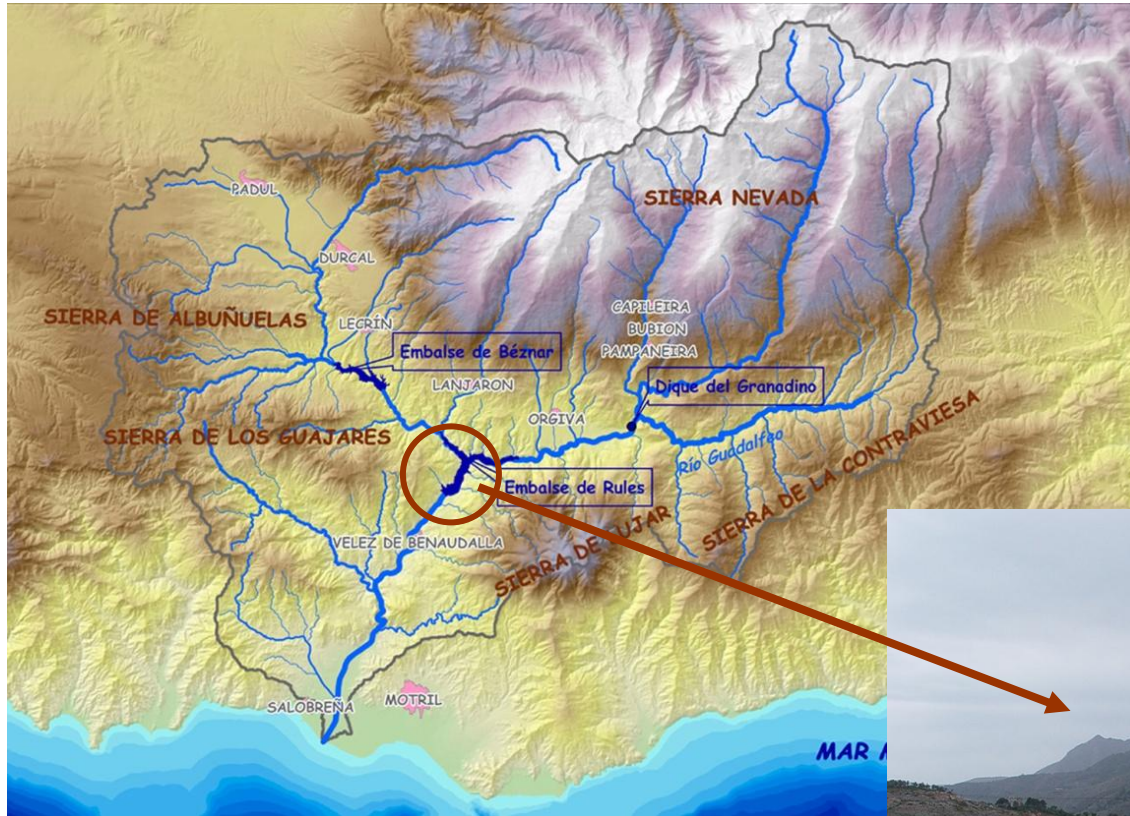 PADUL
SIERRA NEVADA
DURCAL
CAPILEIRA
SIERRA DE ALBUÑUELAS
LECRÍN
BUBION
Embalse de Béznar
PAMPANEIRA
LANJARON
Dique del Granadino
ORGIVA
SIERRA DE LOS GUAJARES
Río Guadalfeo
SIERRA DE LA CONTRAVIESA
Embalse de Rules
VELEZ DE BENAUDALLA
SIERRA DE LUJAR
SALOBREÑA
MOTRIL
MAR